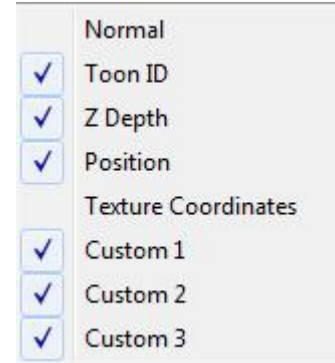 Normal
Toon ID
Z Depth
Position
Texture Coordinates
Custom 1
Custom 2
Custom 3